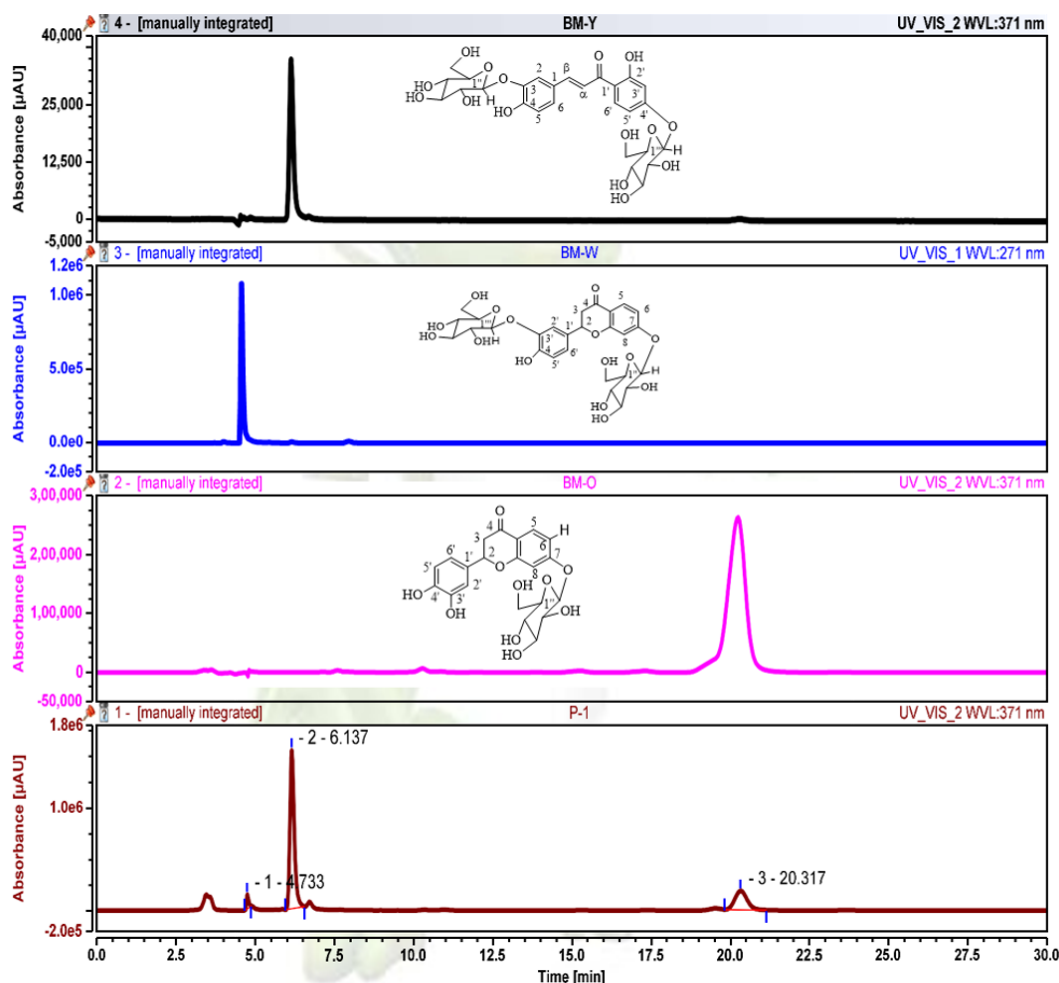 4 - [manually integrated] BM-Y UV_VIS_2 WVL:371 nm
Absorbance [µAU]
40,000
25,000
12,500
0
-5,000
OH
HO
HO
O
1"
OH
H
O
HO
2
3
4
5
6
1
β
α
O
1'
OH
2'
3'
4'
5'
6'
O
OH
O
1"
H
OH
HO
HO
3 - [manually integrated] BM-W UV_VIS_1 WVL:271 nm
Absorbance [µAU]
1.2e6
1.0e6
5.0e5
0.0e0
-2.0e5
OH
HO
HO
O
1'''
OHH
O
HO
2'
3'
4
5'
6'
1'
O
3
4
5
6
7
8
2
O
O
OH
O
1"
H
OH
HO
HO
2 - [manually integrated] BM-O UV_VIS_2 WVL:371 nm
Absorbance [µAU]
3,00,000
2,00,000
1,00,000
0
-50,000
O
4
5
H
3
6
7
8
2
O
O
6'
1'
5'
4'
3'
2'
HO
OH
OH
O
H
1"
OH
HO
HO
1 - [manually integrated] P-1 UV_VIS_2 WVL:371 nm
Absorbance [µAU]
1.8e6
1.0e6
-2.0e5
- 2 - 6.137
- 1 - 4.733
- 3 - 20.317
0.0 2.5 5.0 7.5 10.0 12.5 15.0 17.5 20.0 22.5 25.0 27.5 30.0
Time [min]